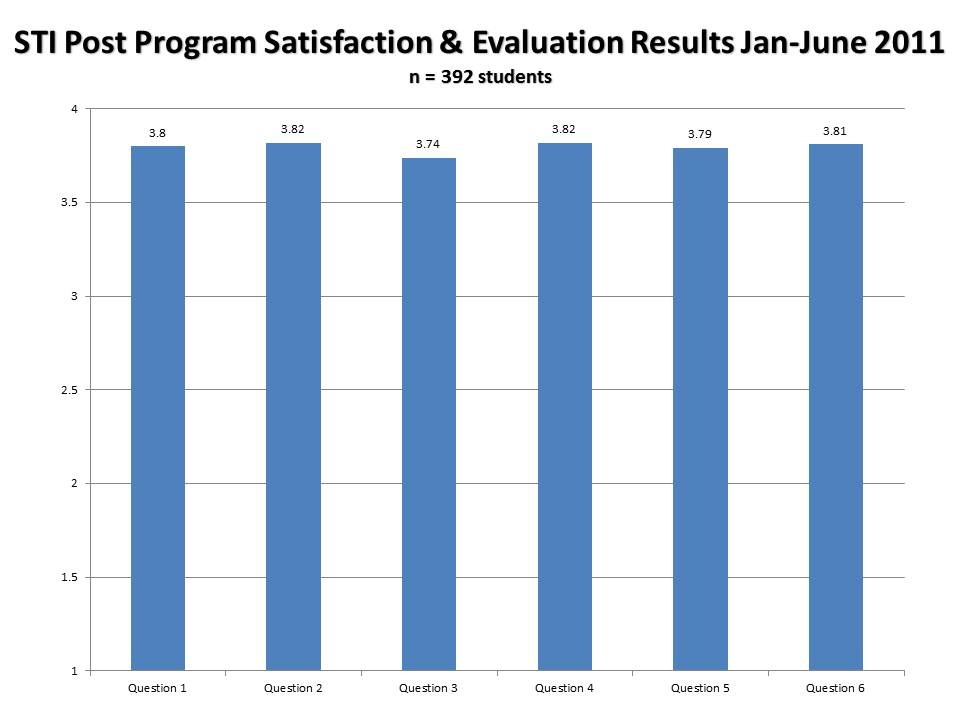 STI Post Program Satisfaction & Evaluation Results Jan-June 2011
n = 392 students
4
3.8
3.82
3.74
3.82
3.79
3.81
3.5
3
2.5
2
1.5
1
Question 1
Question 2
Question 3
Question 4
Question 5
Question 6